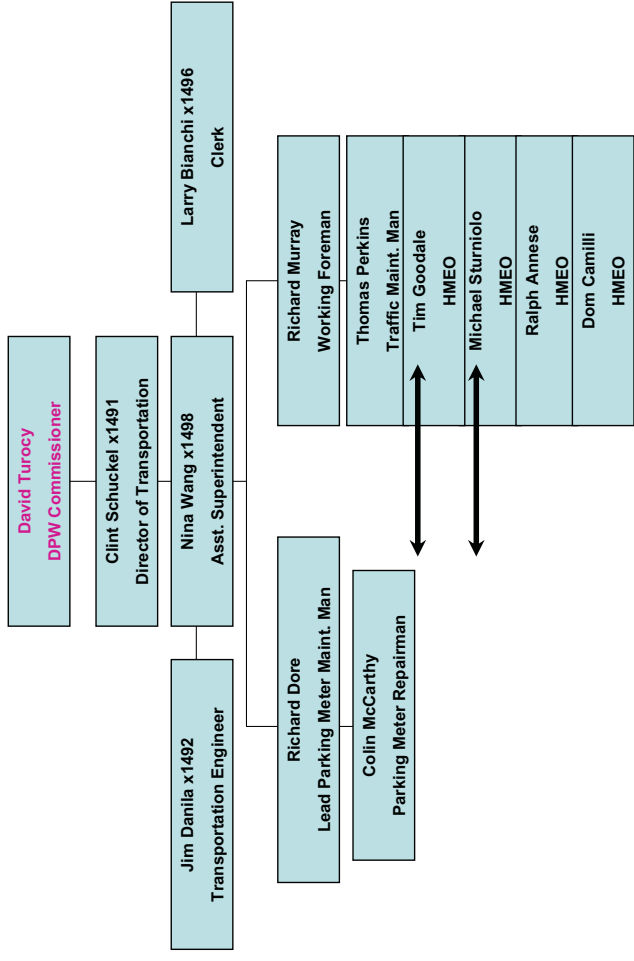 David Turocy
DPW Commissioner
Clint Schuckel x1491
Director of Transportation
Jim Danila x1492
Transportation Engineer
Nina Wang x1498
Asst. Superintendent
Larry Bianchi x1496
Clerk
Richard Dore
Lead Parking Meter Maint. Man
Colin McCarthy
Parking Meter Repairman
Richard Murray
Working Foreman
Thomas Perkins
Traffic Maint. Man
Tim Goodale
HMEO
Michael Sturniolo
HMEO
Ralph Annese
HMEO
Dom Camilli
HMEO